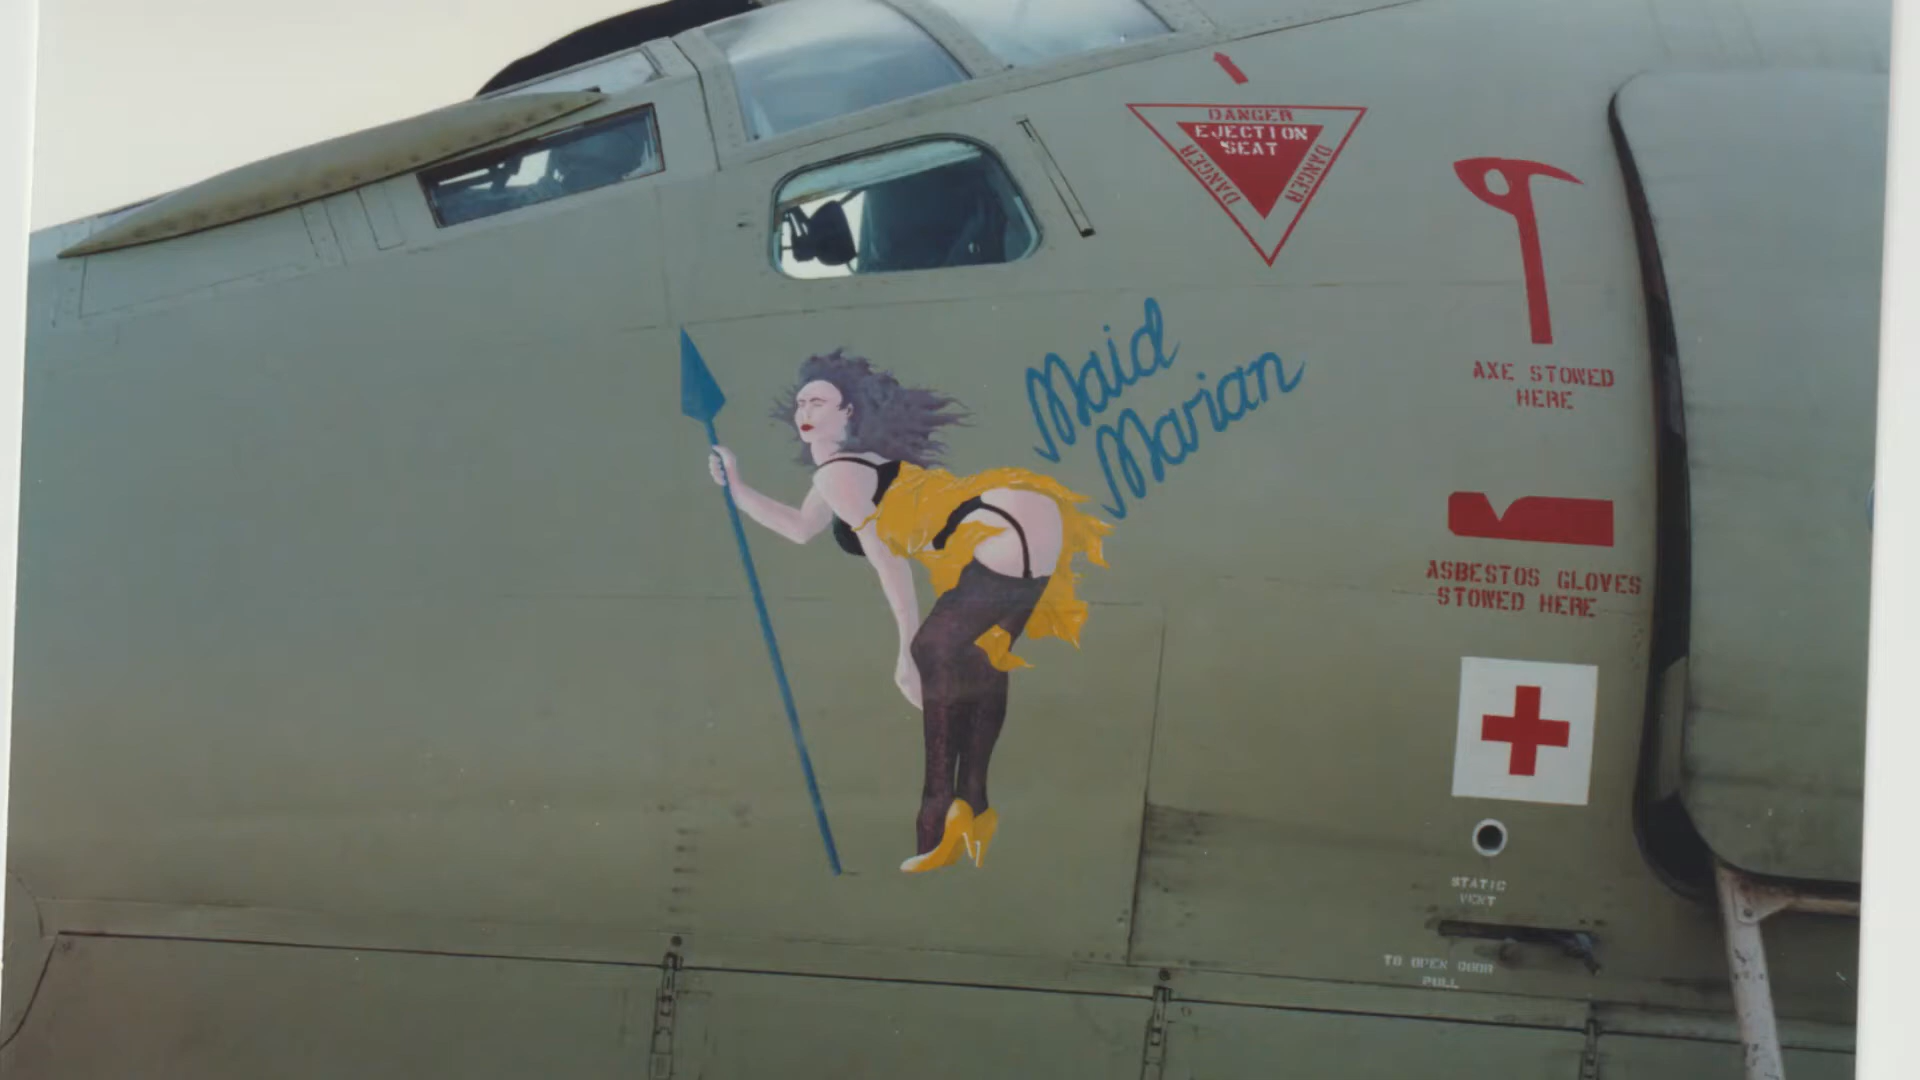 DANGER
EJECTION
SEAT
DANGER
DANGER
Maid
Marian
AXE STOWED
HERE
ASBESTOS GLOVES
STOWED HERE
STATIC
VENT
TO OPEN DOOR
PULL